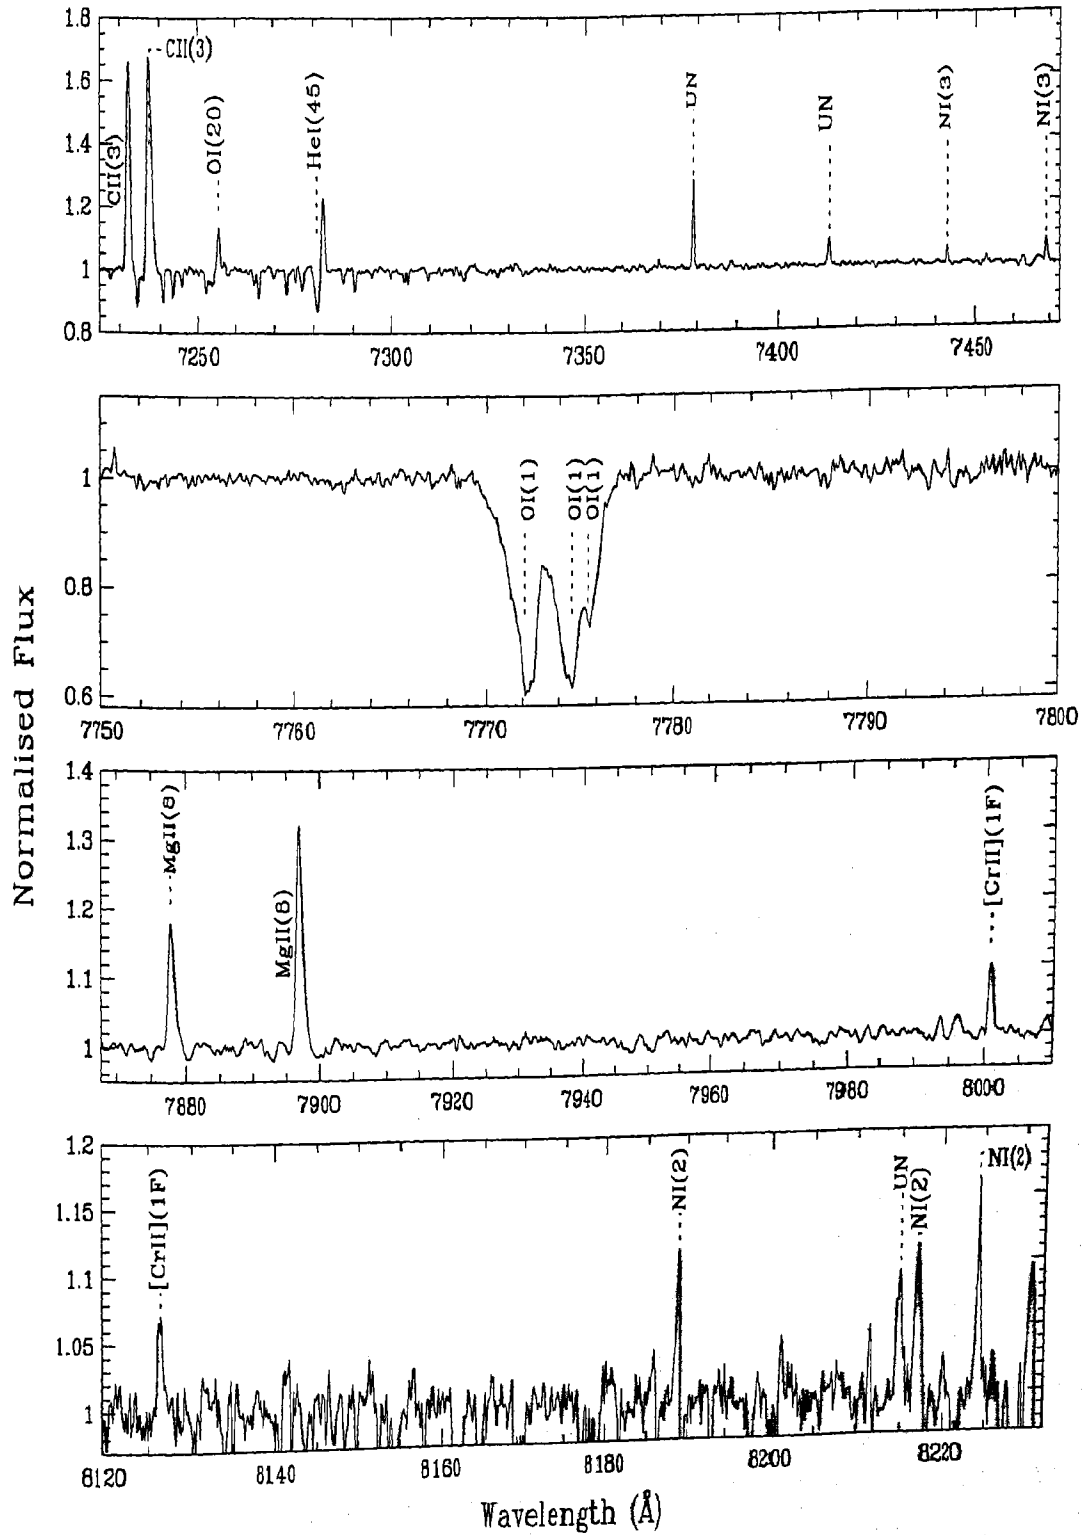 1.8
1.6
1.4
1.2
1
0.8
CII(3)
CII(3)
OI(20)
HeI(45)
UN
UN
NI(3)
NI(3)
7250
7300
7350
7400
7450
1
0.8
0.6
OI(1)
OI(1)
OI(1)
7750
7760
7770
7780
7790
7800
Normalised Flux
1.4
1.3
1.2
1.1
1
MgII(8)
MgII(8)
[CrII](1F)
7880
7900
7920
7940
7960
7980
8000
1.2
1.15
1.1
1.05
1
[CrII](1F)
NI(2)
UN
NI(2)
NI(2)
8120
8140
8160
8180
8200
8220
Wavelength (Å)